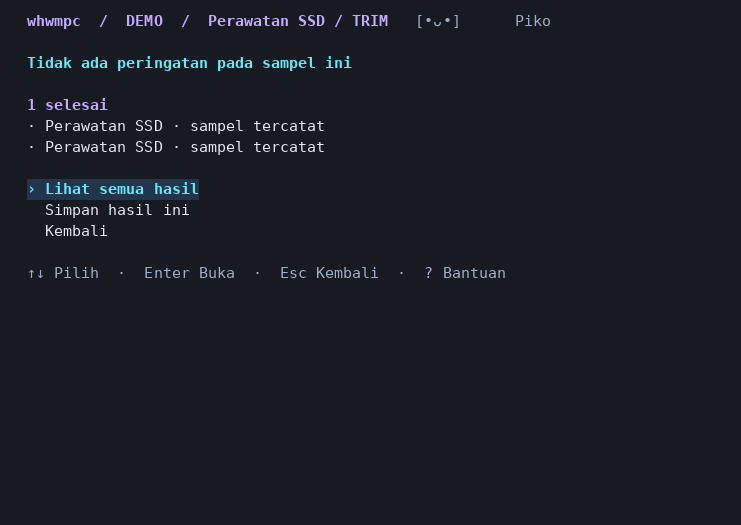 whwmpc / DEMO / Perawatan SSD / TRIM [•ᴗ•] Piko
Tidak ada peringatan pada sampel ini
1 selesai
· Perawatan SSD · sampel tercatat
· Perawatan SSD · sampel tercatat
› Lihat semua hasil
Simpan hasil ini
Kembali
↑↓ Pilih · Enter Buka · Esc Kembali · ? Bantuan